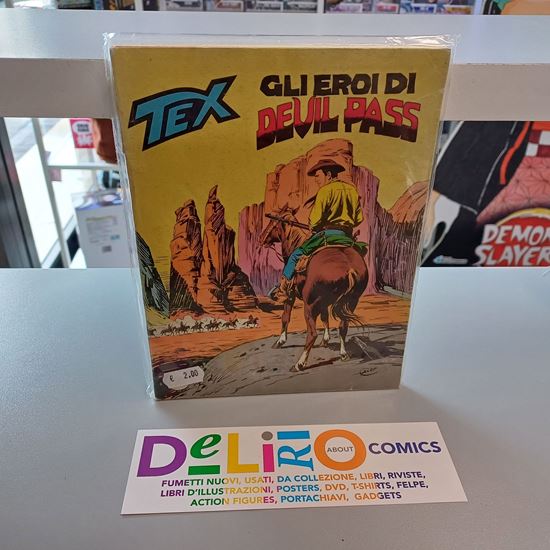 TEX
GLI EROI DI
DEVIL PASS
€ 2.00
DEMON
SLAYER
DeLiRiO ABOUT COMICS
FUMETTI NUOVI, USATI, DA COLLEZIONE, LIBRI, RIVISTE,
LIBRI D'ILLUSTRAZIONI, POSTERS, DVD, T-SHIRTS, FELPE,
ACTION FIGURES, PORTACHIAVI, GADGETS